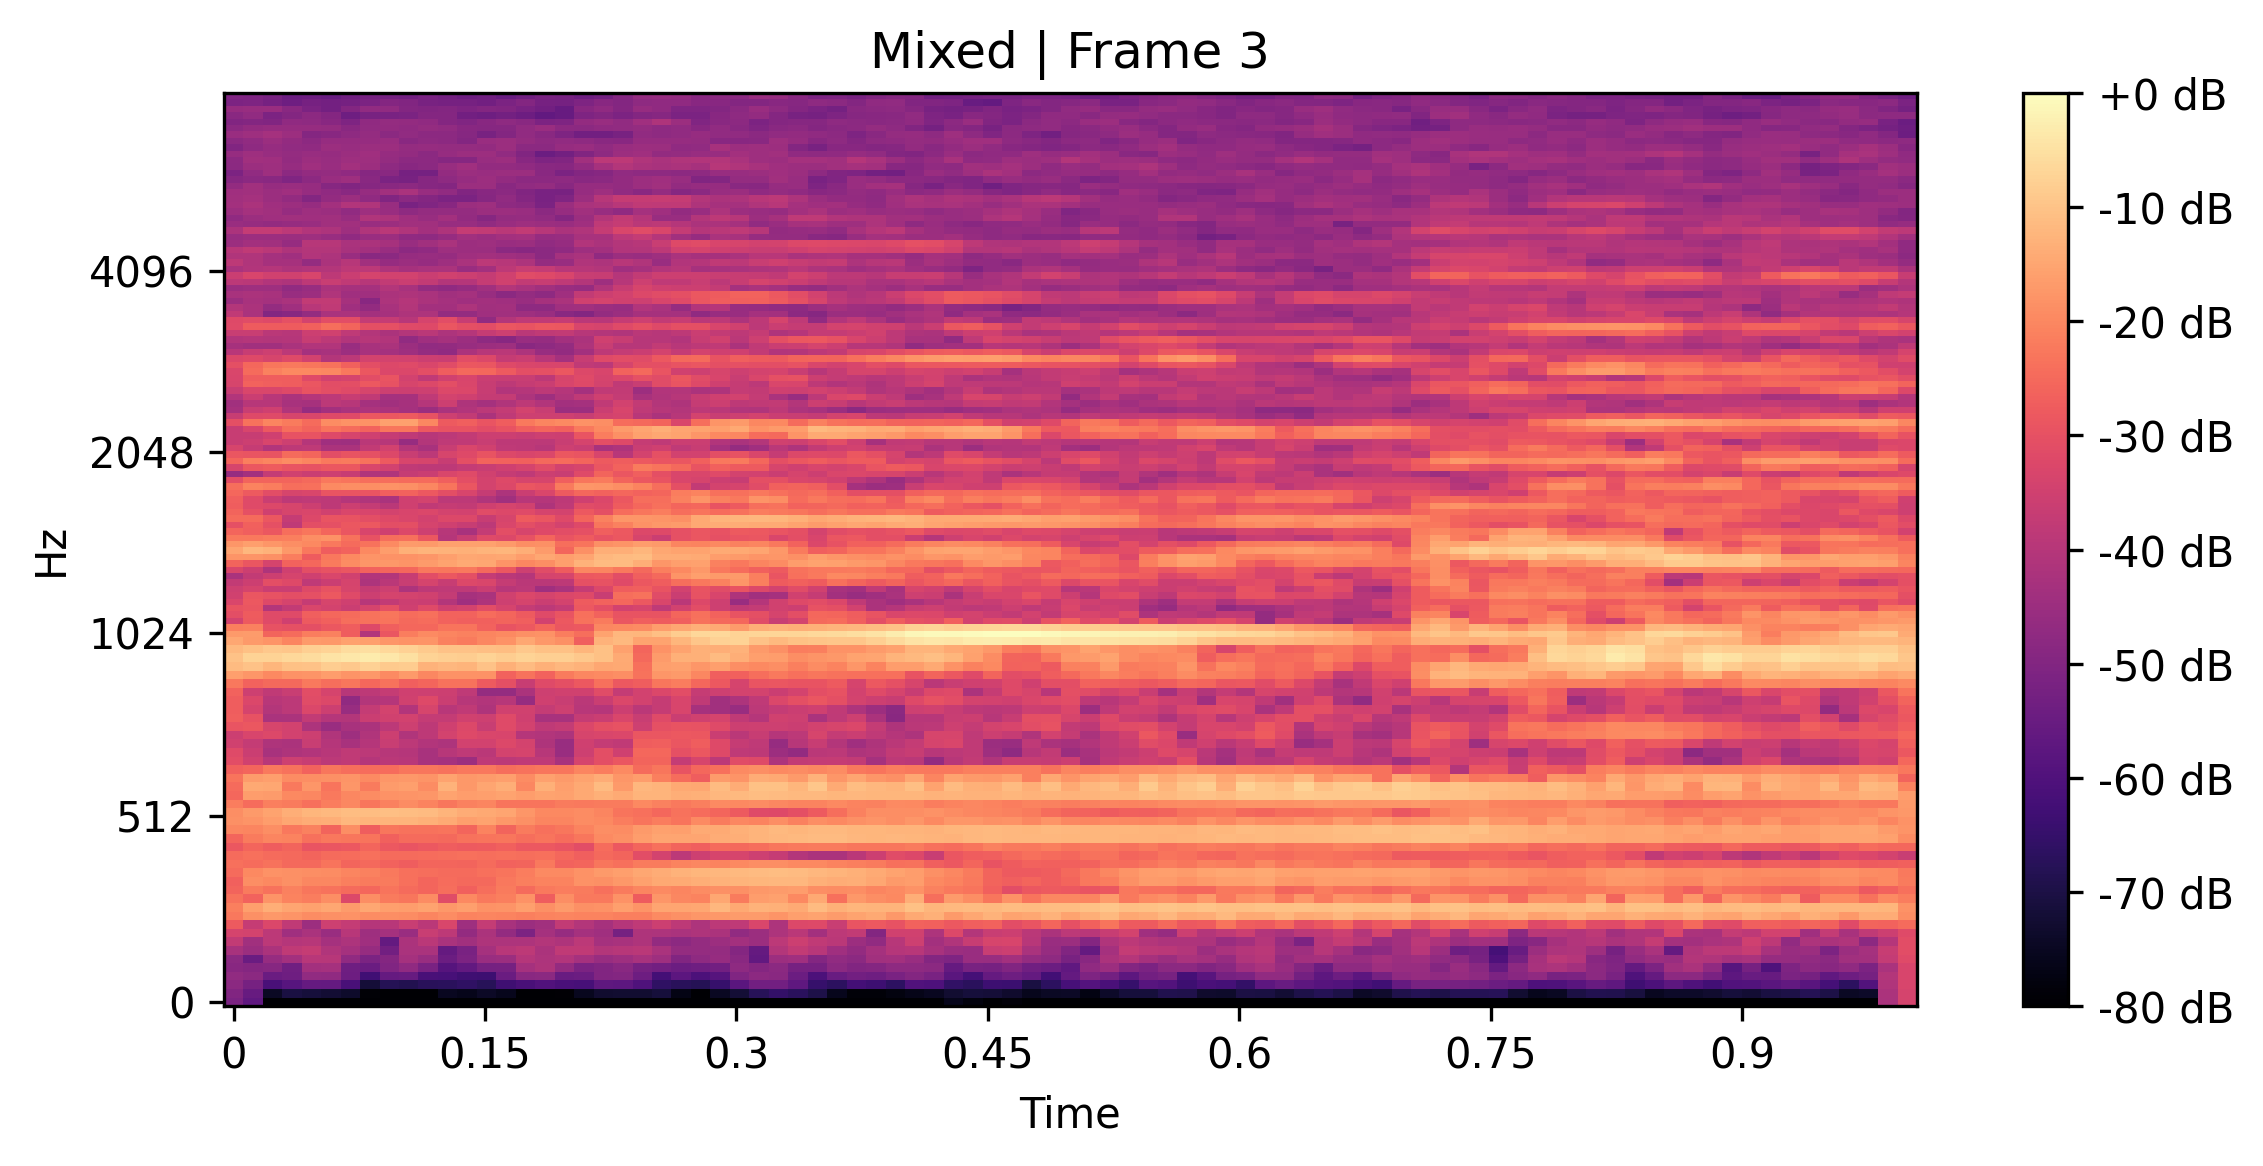 Mixed | Frame 3
+0 dB
-10 dB
-20 dB
-30 dB
-40 dB
-50 dB
-60 dB
-70 dB
-80 dB
4096
2048
1024
512
0
Hz
0 0.15 0.3 0.45 0.6 0.75 0.9
Time